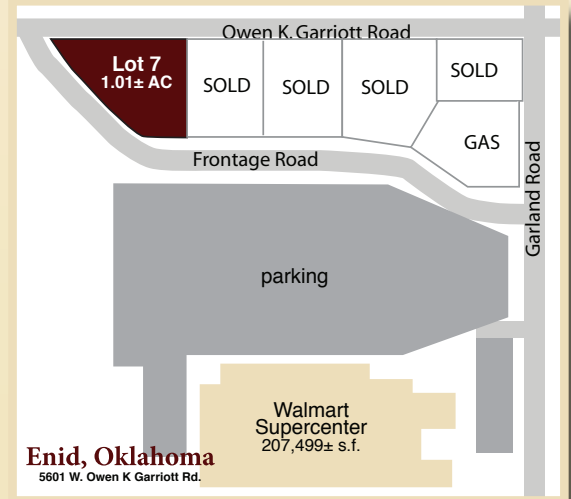 Owen K. Garriott Road
Lot 7
1.01± AC
SOLD
SOLD
SOLD
SOLD
GAS
Frontage Road
Garland Road
parking
Walmart
Supercenter
207,499± s.f.
Enid, Oklahoma
5601 W. Owen K Garriott Rd.